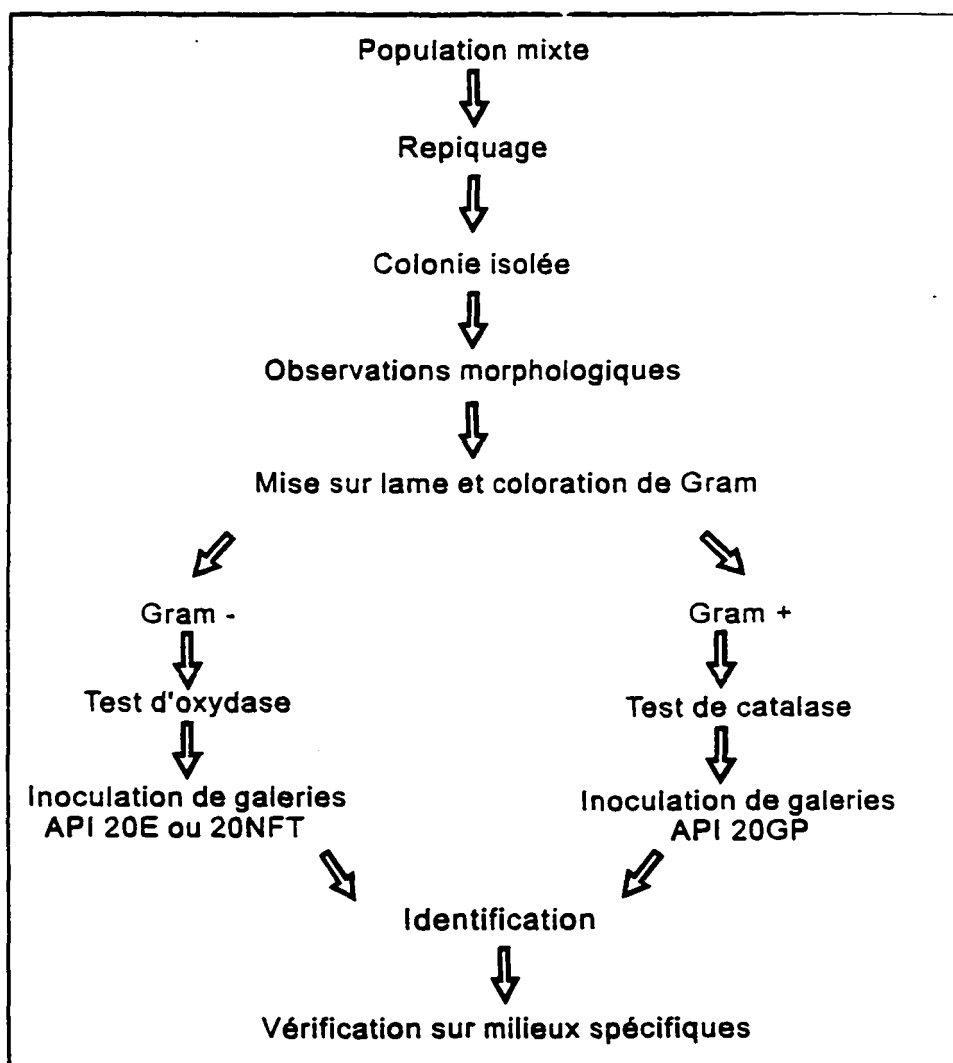 Population mixte
Repiquage
Colonie isolée
Observations morphologiques
Mise sur lame et coloration de Gram
Gram -
Gram +
Test d'oxydase
Test de catalase
Inoculation de galeries
API 20E ou 20NFT
Inoculation de galeries
API 20GP
Identification
Vérification sur milieux spécifiques